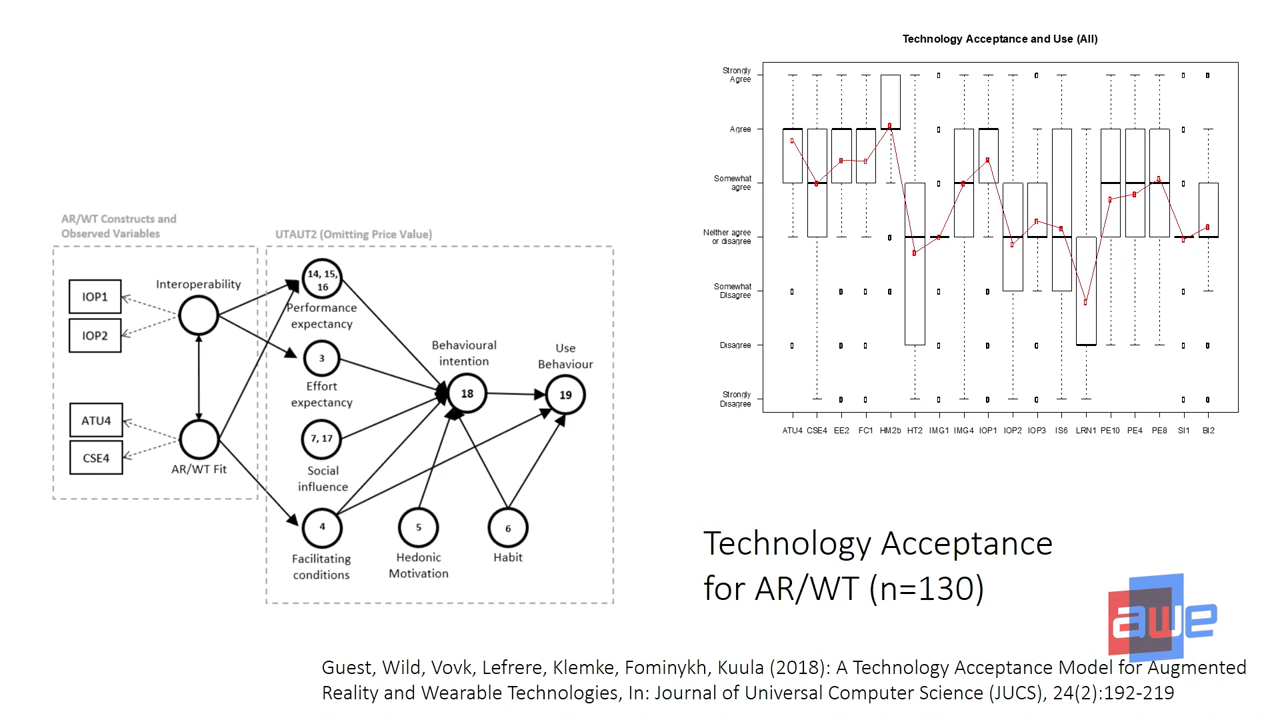 Technology Acceptance and Use (All)
Strongly
Agree
Agree
Somewhat
agree
Neither agree
or disagree
Somewhat
Disagree
Disagree
Strongly
Disagree
ATU4 CSE4 EE2 FC1 HM2b HT2 IMG1 IMG4 IOP1 IOP2 IOP3 IS6 LRN1 PE10 PE4 PE8 SI1 BI2
AR/WT Constructs and
Observed Variables
UTAUT2 (Omitting Price Value)
IOP1
IOP2
Interoperability
ATU4
CSE4
AR/WT Fit
14, 15,
16
Performance
expectancy
3
Effort
expectancy
7, 17
Social
influence
4
Facilitating
conditions
5
Hedonic
Motivation
6
Habit
Behavioural
intention
18
Use
Behaviour
19
Technology Acceptance
for AR/WT (n=130)
awe
Guest, Wild, Vovk, Lefrere, Klemke, Fominykh, Kuula (2018): A Technology Acceptance Model for Augmented
Reality and Wearable Technologies, In: Journal of Universal Computer Science (JUCS), 24(2):192-219